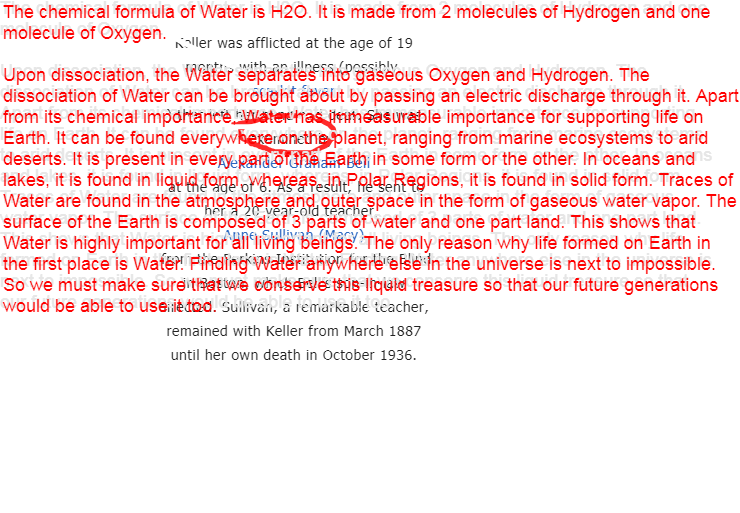 The chemical formula of Water is H2O. It is made from 2 molecules of Hydrogen and one
molecule of Oxygen.
Upon dissociation, the Water separates into gaseous Oxygen and Hydrogen. The
dissociation of Water can be brought about by passing an electric discharge through it. Apart
from its chemical importance, Water has immeasurable importance for supporting life on
Earth. It can be found everywhere on the planet, ranging from marine ecosystems to arid
deserts. It is present in every part of the Earth in some form or the other. In oceans and
lakes, it is found in liquid form, whereas, in Polar Regions, it is found in solid form. Traces of
Water are found in the atmosphere and outer space in the form of gaseous water vapor. The
surface of the Earth is composed of 3 parts of water and one part land. This shows that
Water is highly important for all living beings. The only reason why life formed on Earth in
the first place is Water. Finding Water anywhere else in the universe is next to impossible.
So we must make sure that we conserve this liquid treasure so that our future generations
would be able to use it too.
Keller was afflicted at the age of 19
months with an illness (possibly
scarlet fever)
Alexander Graham Bell
at the age of 6. As a result, he sent to
her a 20-year-old teacher,
Anne Sullivan (Macy)
from the Perkins Institution for the Blind
Sullivan, a remarkable teacher,
remained with Keller from March 1887
until her own death in October 1936.